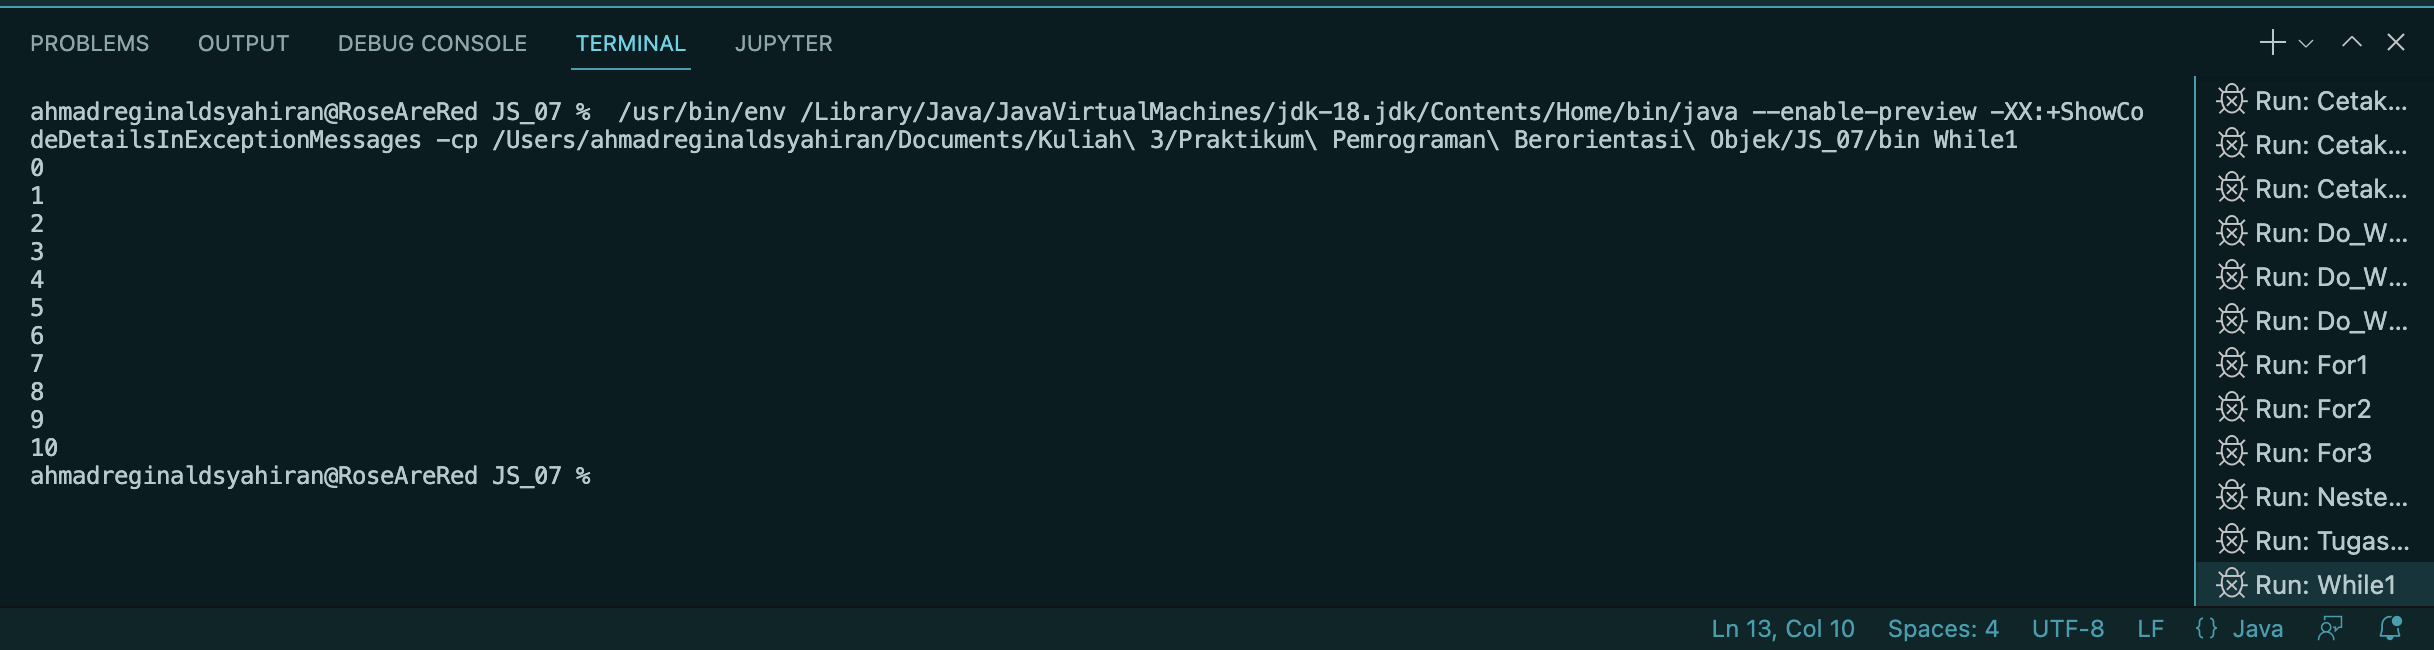 PROBLEMS OUTPUT DEBUG CONSOLE TERMINAL JUPYTER
ahmadreginaldsyahiran@RoseAreRed JS_07 %  /usr/bin/env /Library/Java/JavaVirtualMachines/jdk-18.jdk/Contents/Home/bin/java --enable-preview -XX:+ShowCo
deDetailsInExceptionMessages -cp /Users/ahmadreginaldsyahiran/Documents/Kuliah\ 3/Praktikum\ Pemrograman\ Berorientasi\ Objek/JS_07/bin While1
0
1
2
3
4
5
6
7
8
9
10
ahmadreginaldsyahiran@RoseAreRed JS_07 %
Run: Cetak...
Run: Cetak...
Run: Cetak...
Run: Do_W...
Run: Do_W...
Run: Do_W...
Run: For1
Run: For2
Run: For3
Run: Neste...
Run: Tugas...
Run: While1
Ln 13, Col 10 Spaces: 4 UTF-8 LF {} Java